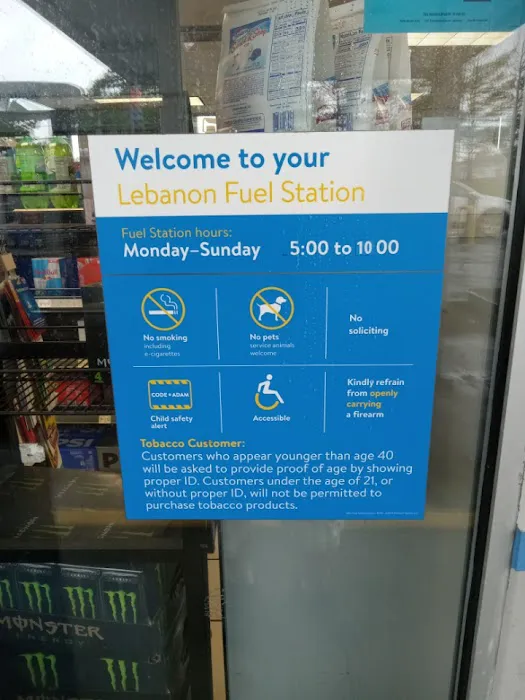 Welcome to your
Lebanon Fuel Station
Fuel Station hours:
Monday–Sunday 5:00 to 10 00
No smoking
including
e-cigarettes
No pets
service animals
welcome
No
soliciting
CODE ADAM
Child safety
alert
Accessible
Kindly refrain
from openly
carrying
a firearm
Tobacco Customer:
Customers who appear younger than age 40
will be asked to provide proof of age by showing
proper ID. Customers under the age of 21, or
without proper ID, will not be permitted to
purchase tobacco products.
MONSTER
ENERGY